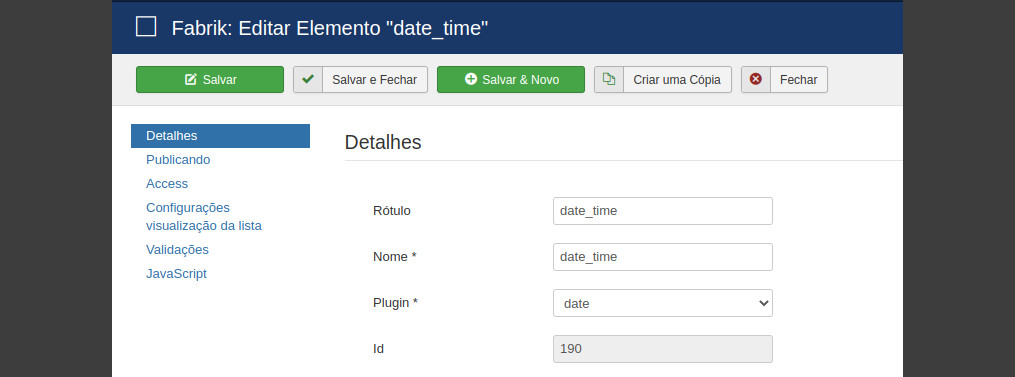 Fabrik: Editar Elemento "date_time"
Salvar
Salvar e Fechar
Salvar & Novo
Criar uma Cópia
Fechar
Detalhes
Publicando
Access
Configurações
visualização da lista
Validações
JavaScript
Detalhes
Rótulo
date_time
Nome *
date_time
Plugin *
date
Id
190